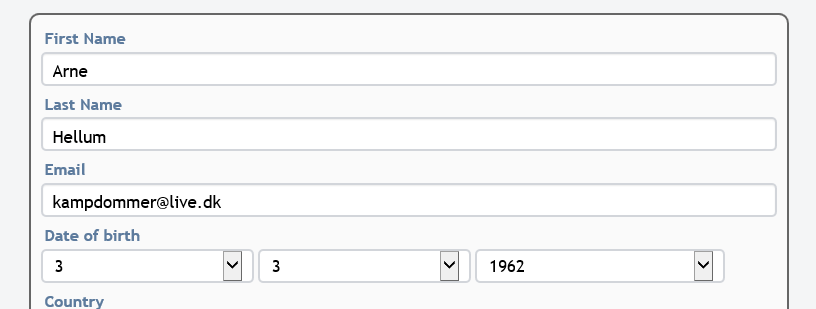 First Name
Arne
Last Name
Hellum
Email
kampdommer@live.dk
Date of birth
3 3 1962
Country